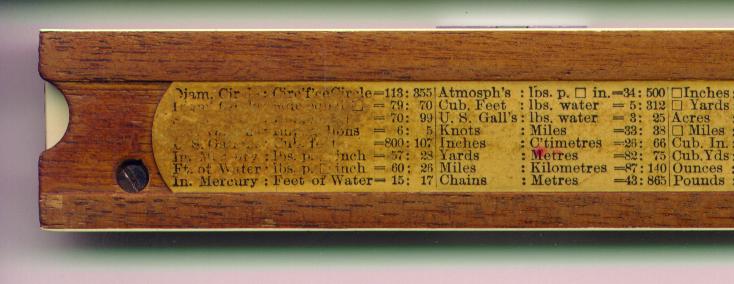 Diam. Circle : Circ'f'ce Circle =113: 355 Atmosph's : lbs. p. □ in. =34: 500 □ Inches :
= 79: 70 Cub. Feet : lbs. water = 5: 312 □ Yards
=70: 99 U. S. Gall's : lbs. water = 3: 25 Acres
= 6: 5 Knots : Miles =33: 38 □ Miles
=800: 107 Inches : C'timetres =26: 66 Cub. In.
In. : lbs. p. □ inch =57: 28 Yards : Metres =82: 75 Cub.Yds
Ft. of Water : lbs. p. □ inch = 60: 26 Miles : Kilometres =87: 140 Ounces
In. Mercury : Feet of Water = 15: 17 Chains : Metres =43: 865 Pounds